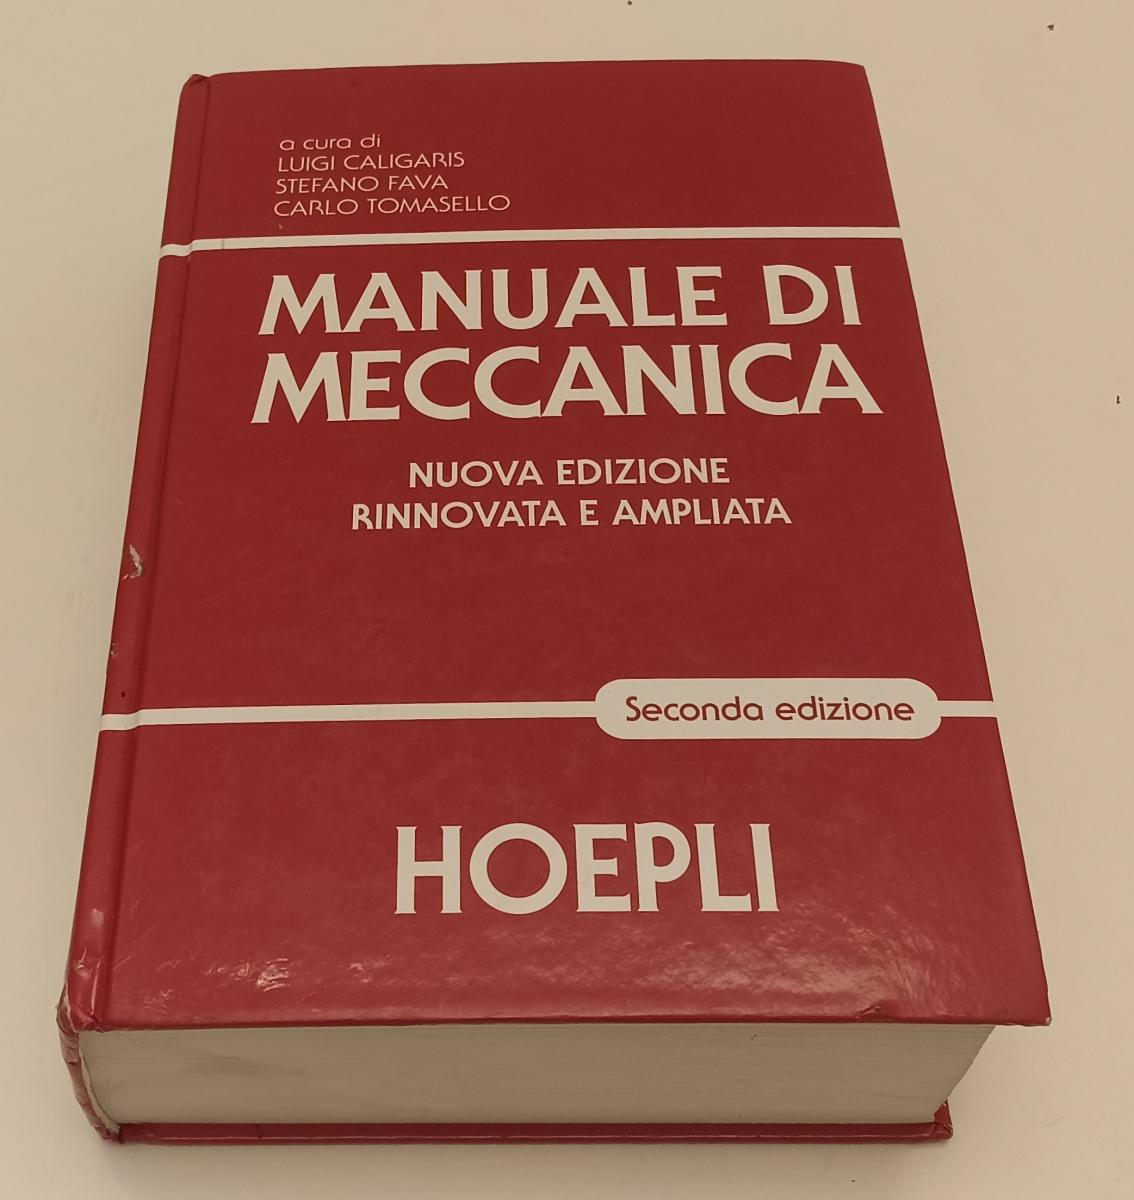 a cura di
LUIGI CALIGARIS
STEFANO FAVA
CARLO TOMASELLO
MANUALE DI
MECCANICA
NUOVA EDIZIONE
RINNOVATA E AMPLIATA
Seconda edizione
HOEPLI